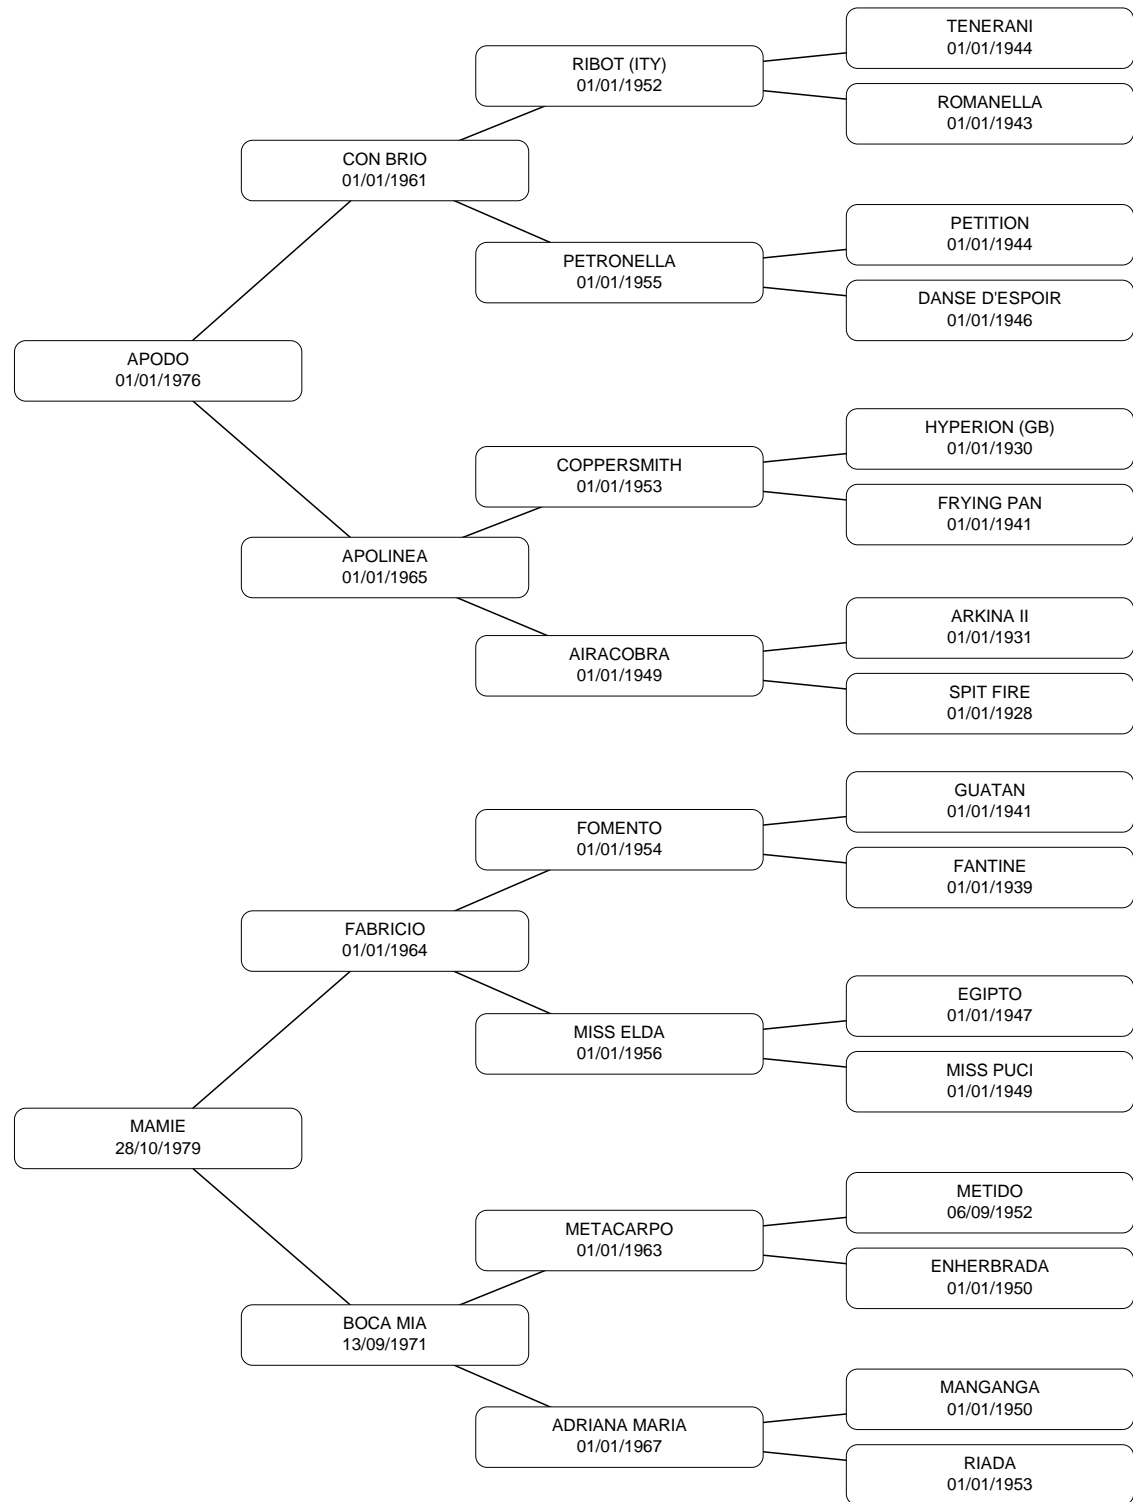 TENERANI
01/01/1944
RIBOT (ITY)
01/01/1952
ROMANELLA
01/01/1943
CON BRIO
01/01/1961
PETITION
01/01/1944
PETRONELLA
01/01/1955
DANSE D'ESPOIR
01/01/1946
APODO
01/01/1976
HYPERION (GB)
01/01/1930
COPPERSMITH
01/01/1953
FRYING PAN
01/01/1941
APOLINEA
01/01/1965
ARKINA II
01/01/1931
AIRACOBRA
01/01/1949
SPIT FIRE
01/01/1928
GUATAN
01/01/1941
FOMENTO
01/01/1954
FANTINE
01/01/1939
FABRICIO
01/01/1964
EGIPTO
01/01/1947
MISS ELDA
01/01/1956
MISS PUCI
01/01/1949
MAMIE
28/10/1979
METIDO
06/09/1952
METACARPO
01/01/1963
ENHERBRADA
01/01/1950
BOCA MIA
13/09/1971
MANGANGA
01/01/1950
ADRIANA MARIA
01/01/1967
RIADA
01/01/1953